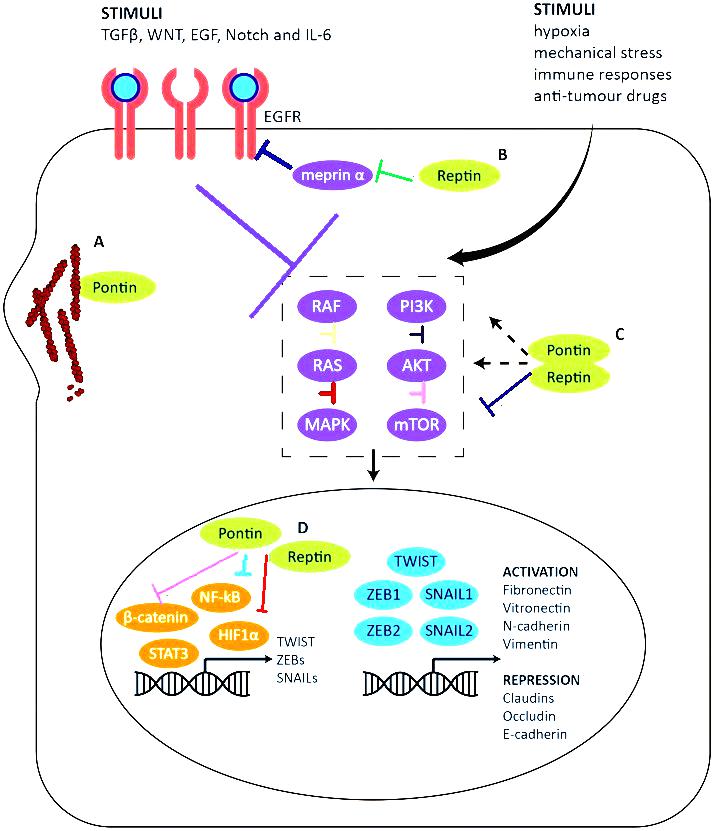 STIMULI
TGFβ, WNT, EGF, Notch and IL-6
STIMULI
hypoxia
mechanical stress
immune responses
anti-tumour drugs
EGFR
meprin α
Reptin
B
A
Pontin
RAF
PI3K
RAS
AKT
MAPK
mTOR
C
Pontin
Reptin
D
Pontin
Reptin
NF-kB
β-catenin
HIF1α
STAT3
TWIST
ZEBs
SNAILs
TWIST
ZEB1
SNAIL1
ZEB2
SNAIL2
ACTIVATION
Fibronectin
Vitronectin
N-cadherin
Vimentin
REPRESSION
Claudins
Occludin
E-cadherin